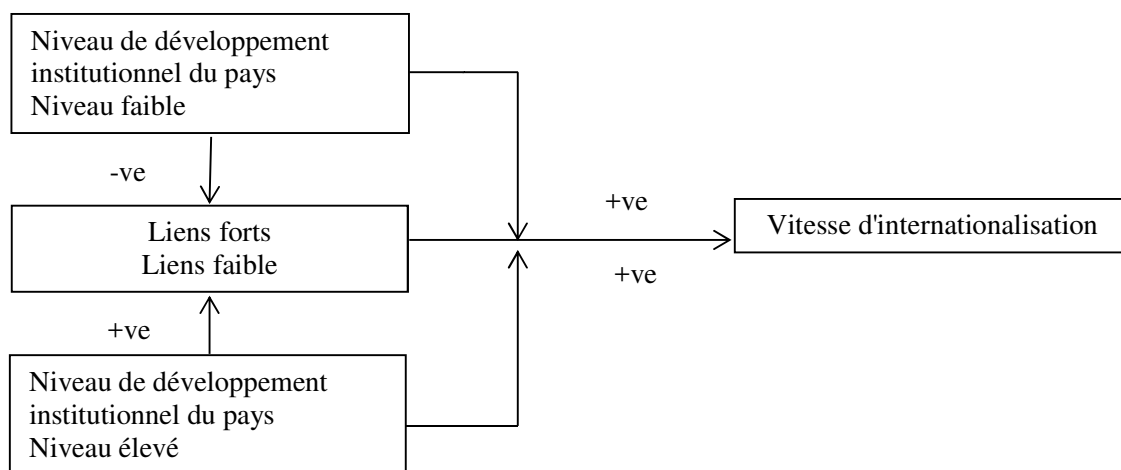 Niveau de développement
institutionnel du pays
Niveau faible
-ve
+ve
Liens forts
Liens faible
Vitesse d'internationalisation
+ve
+ve
Niveau de développement
institutionnel du pays
Niveau élevé